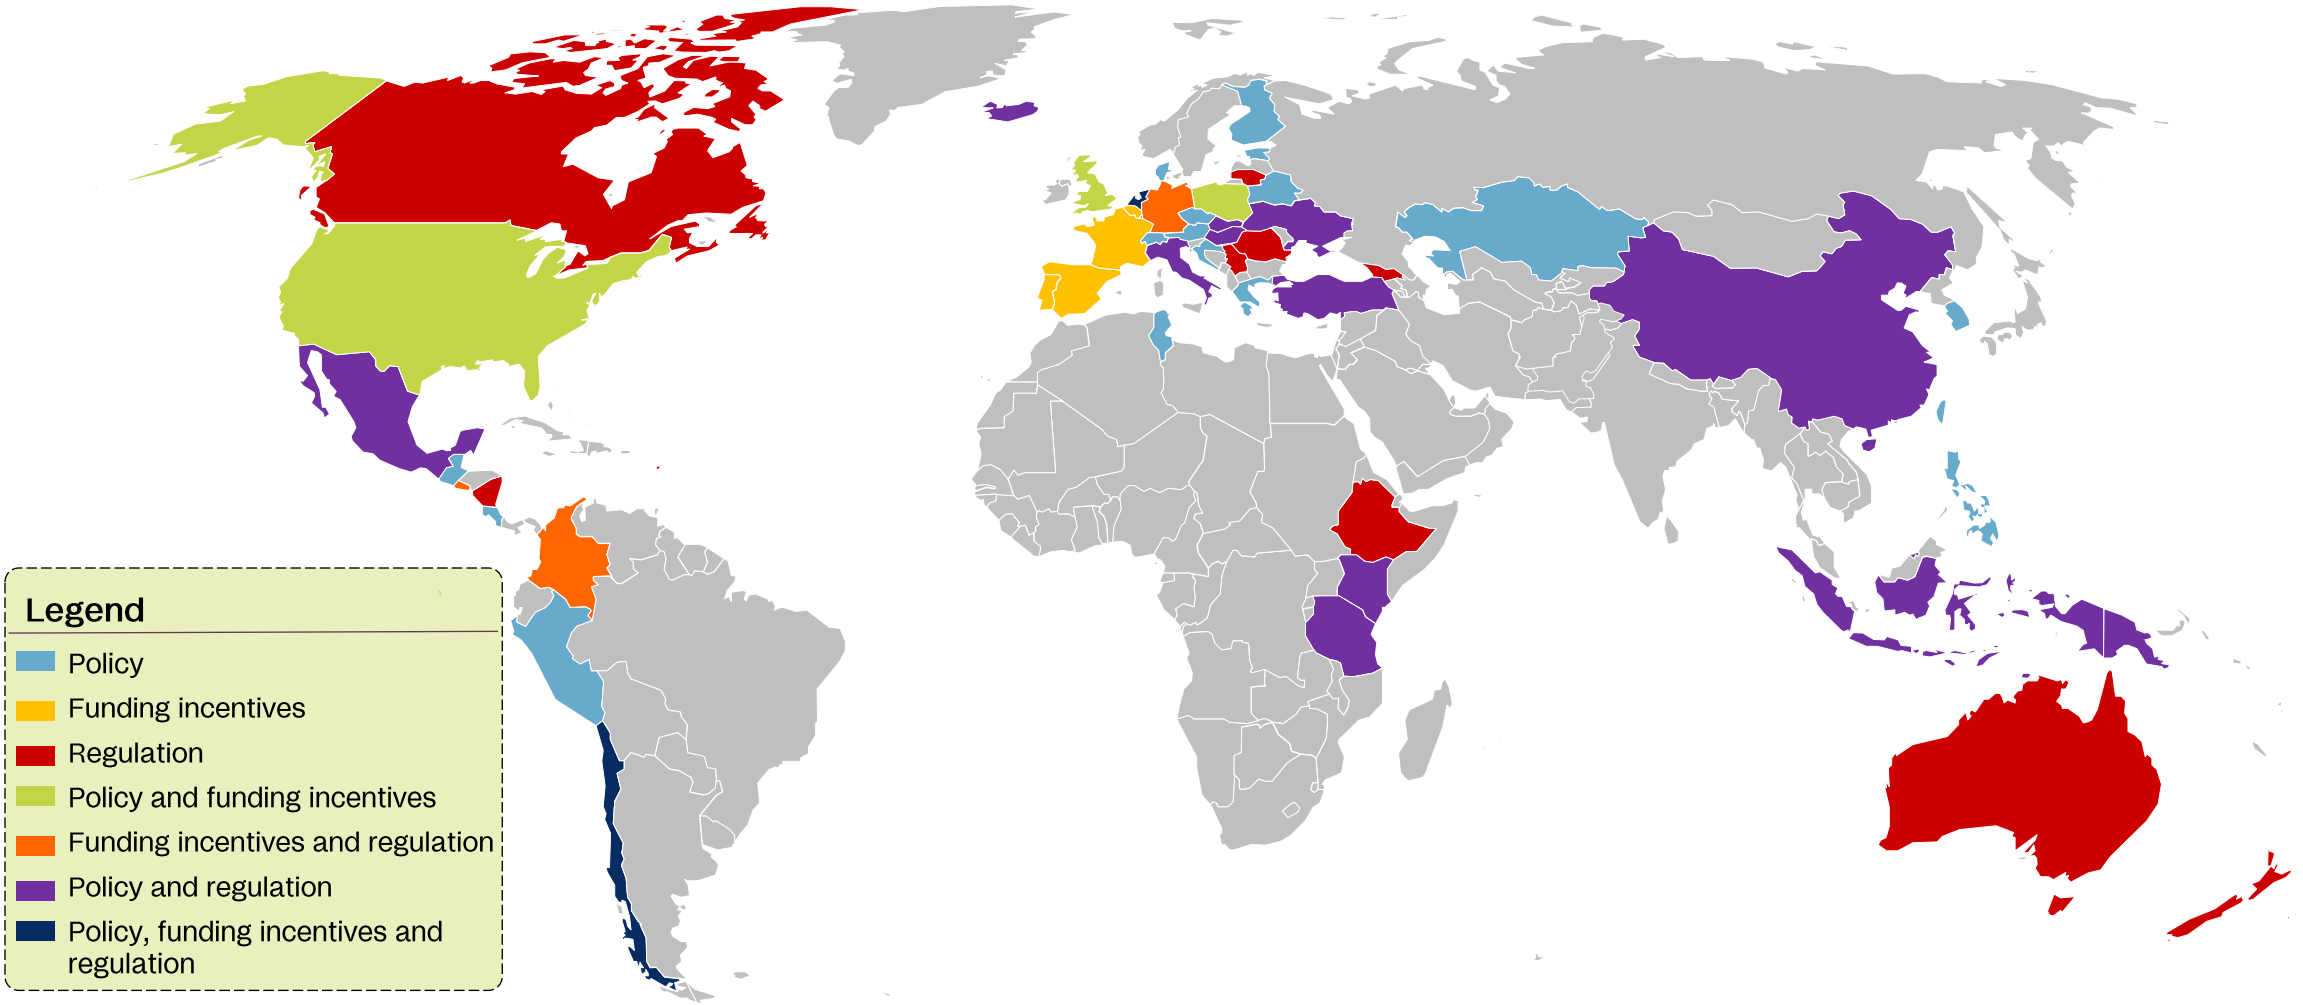 Legend
Policy
Funding incentives
Regulation
Policy and funding incentives
Funding incentives and regulation
Policy and regulation
Policy, funding incentives and
regulation